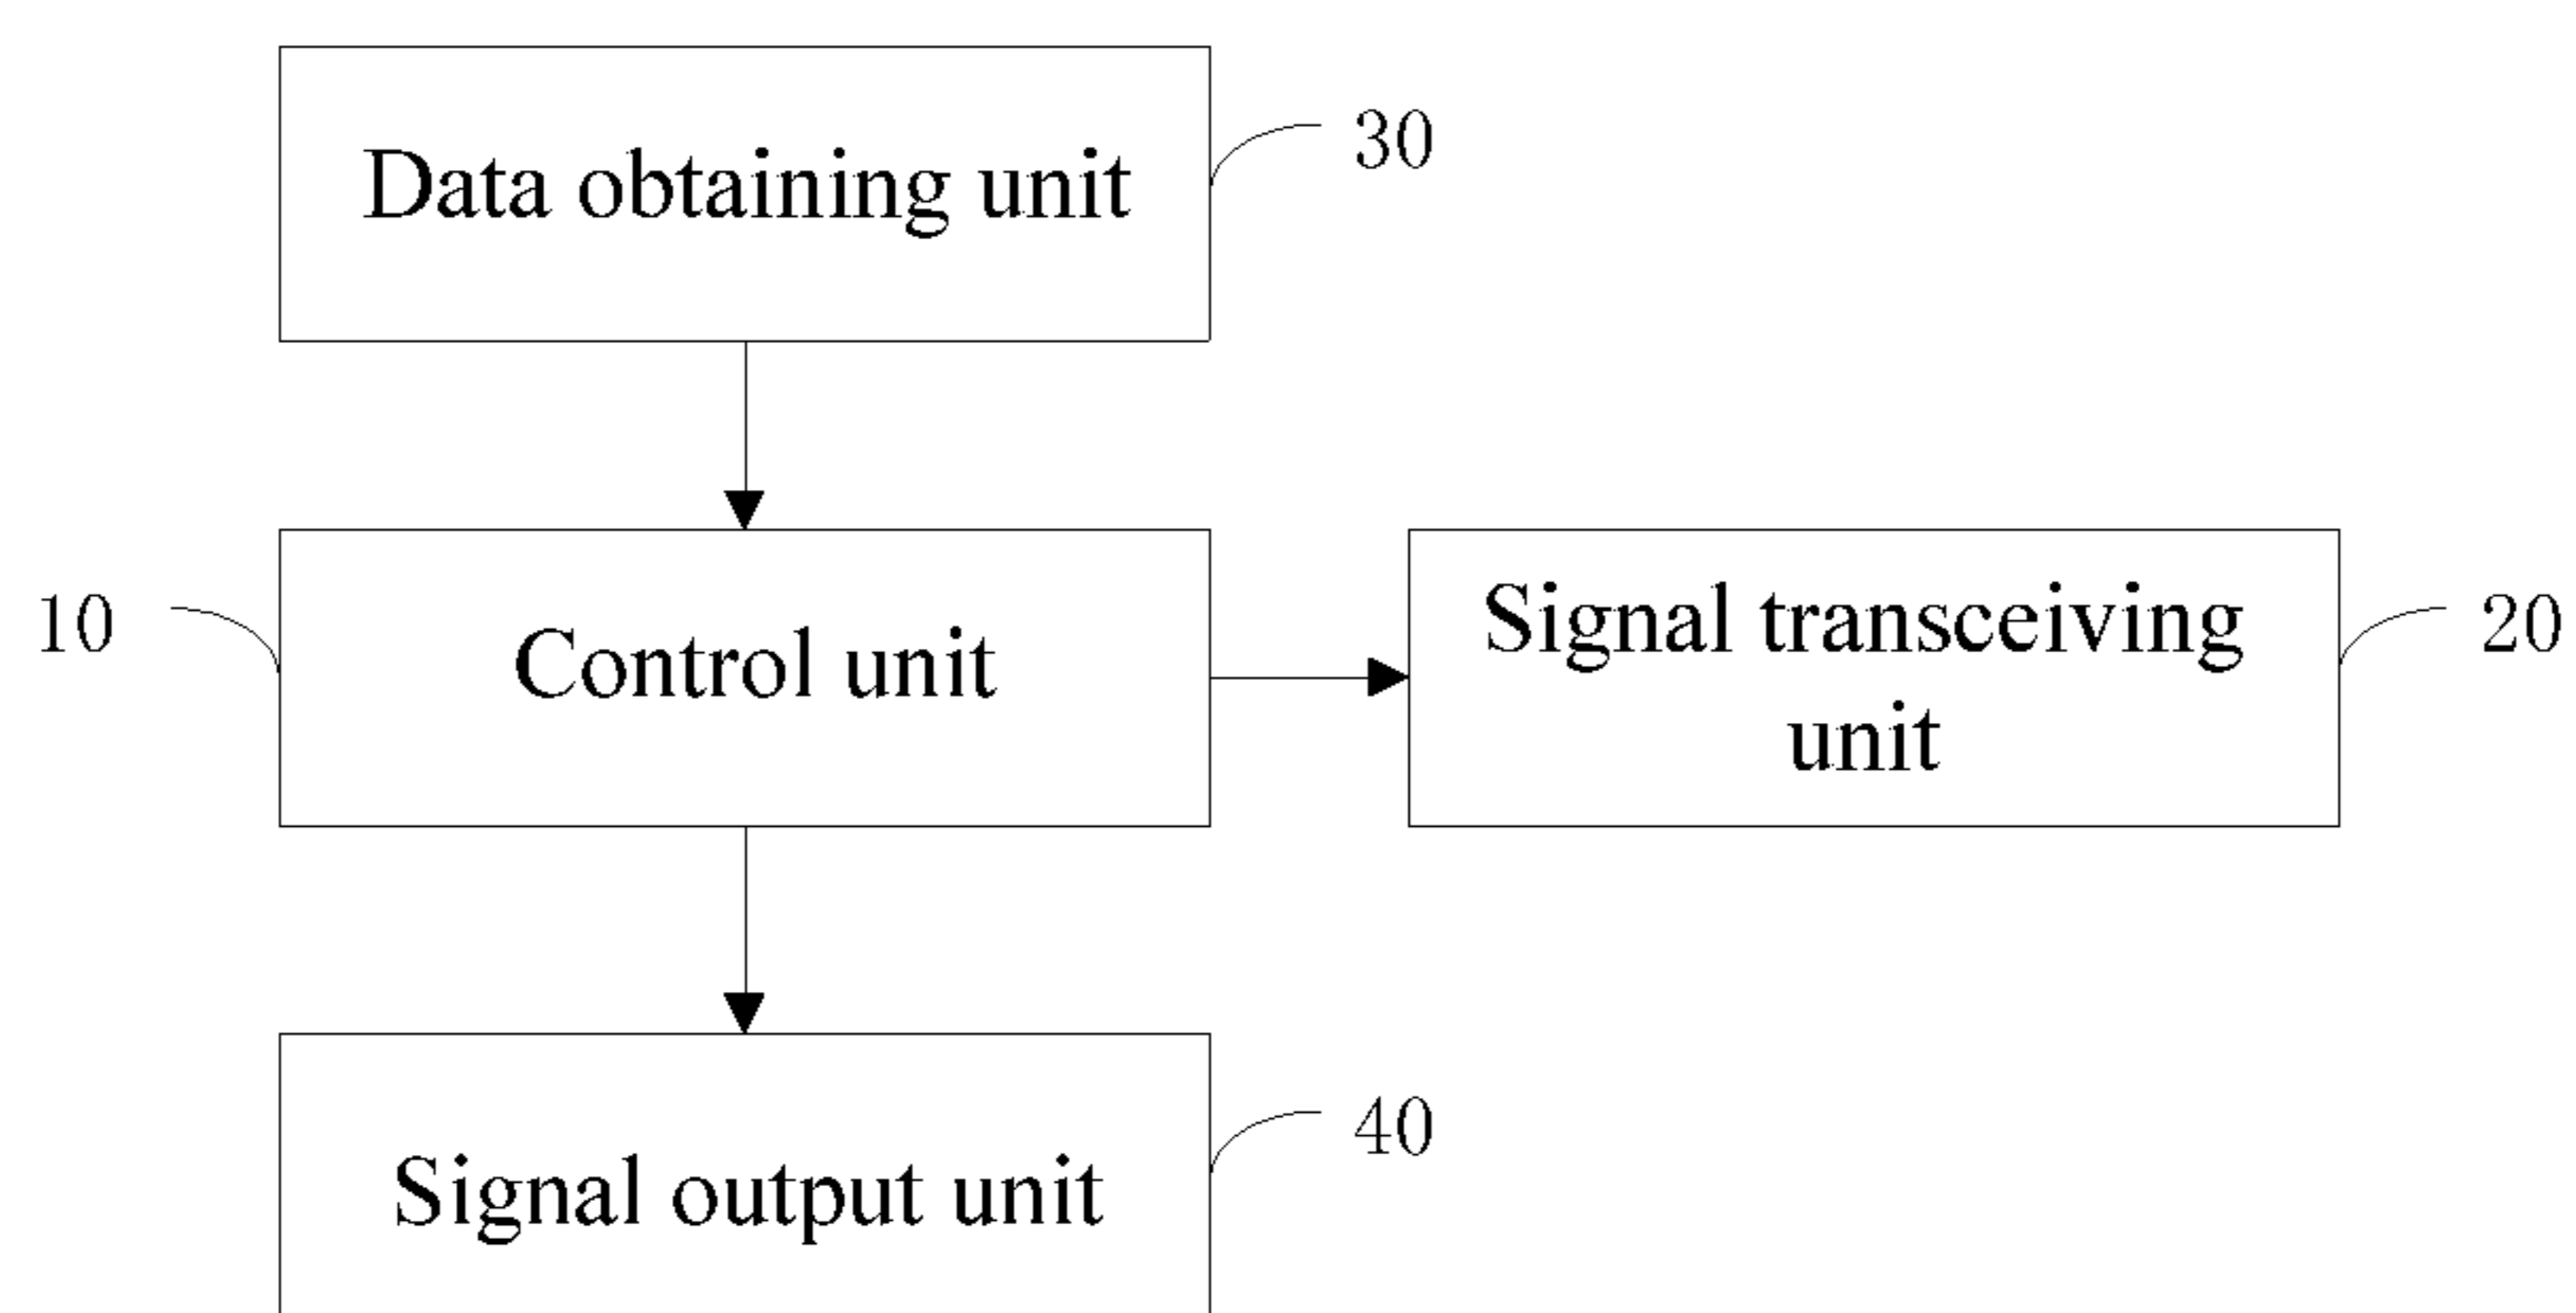 Data obtaining unit
30
10
Control unit
Signal transceiving
unit
20
Signal output unit
40